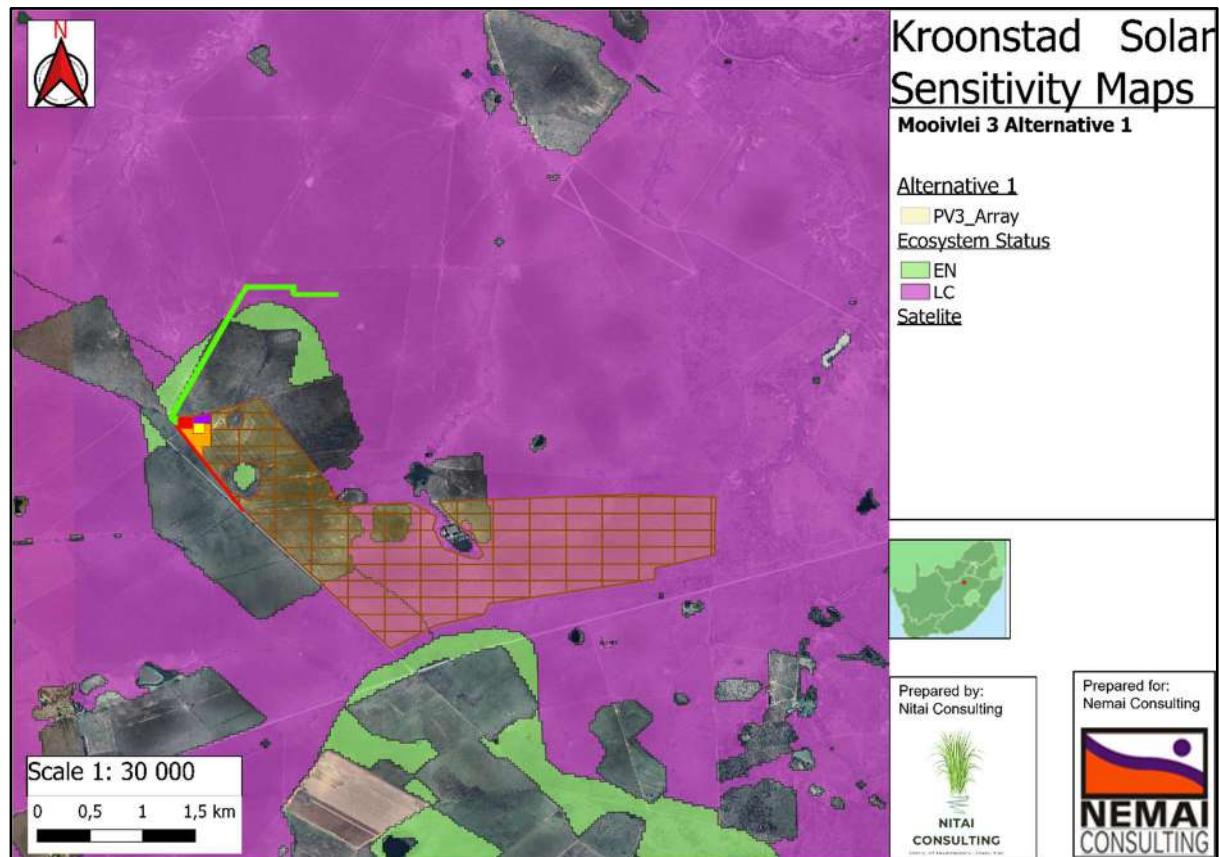 N
Kroonstad Solar
Sensitivity Maps
Mooivlei 3 Alternative 1
Alternative 1
PV3_Array
Ecosystem Status
EN
LC
Satelite
Scale 1: 30 000
0 0,5 1 1,5 km
Prepared by:
Nitai Consulting
NITAI
CONSULTING
Prepared for:
Nemai Consulting
NEMAI
CONSULTING